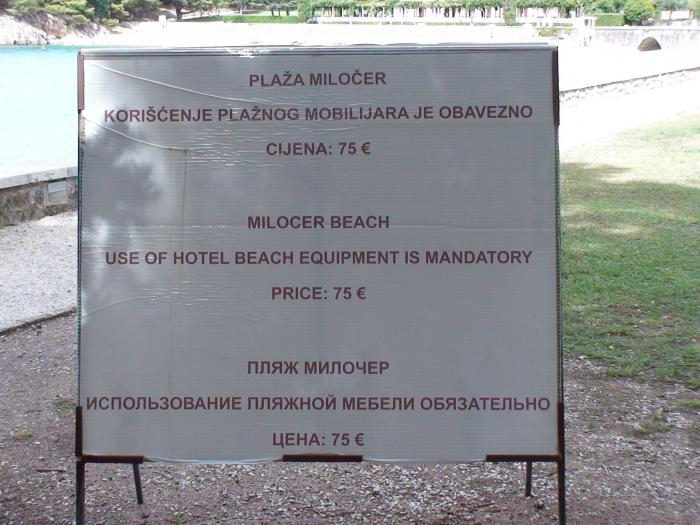 PLAŽA MILOČER
KORIŠĆENJE PLAŽNOG MOBILIJARA JE OBAVEZNO
CIJENA: 75 €
MILOCER BEACH
USE OF HOTEL BEACH EQUIPMENT IS MANDATORY
PRICE: 75 €
ПЛЯЖ МИЛОЧЕР
ИСПОЛЬЗОВАНИЕ ПЛЯЖНОЙ МЕБЕЛИ ОБЯЗАТЕЛЬНО
ЦЕНА: 75 €